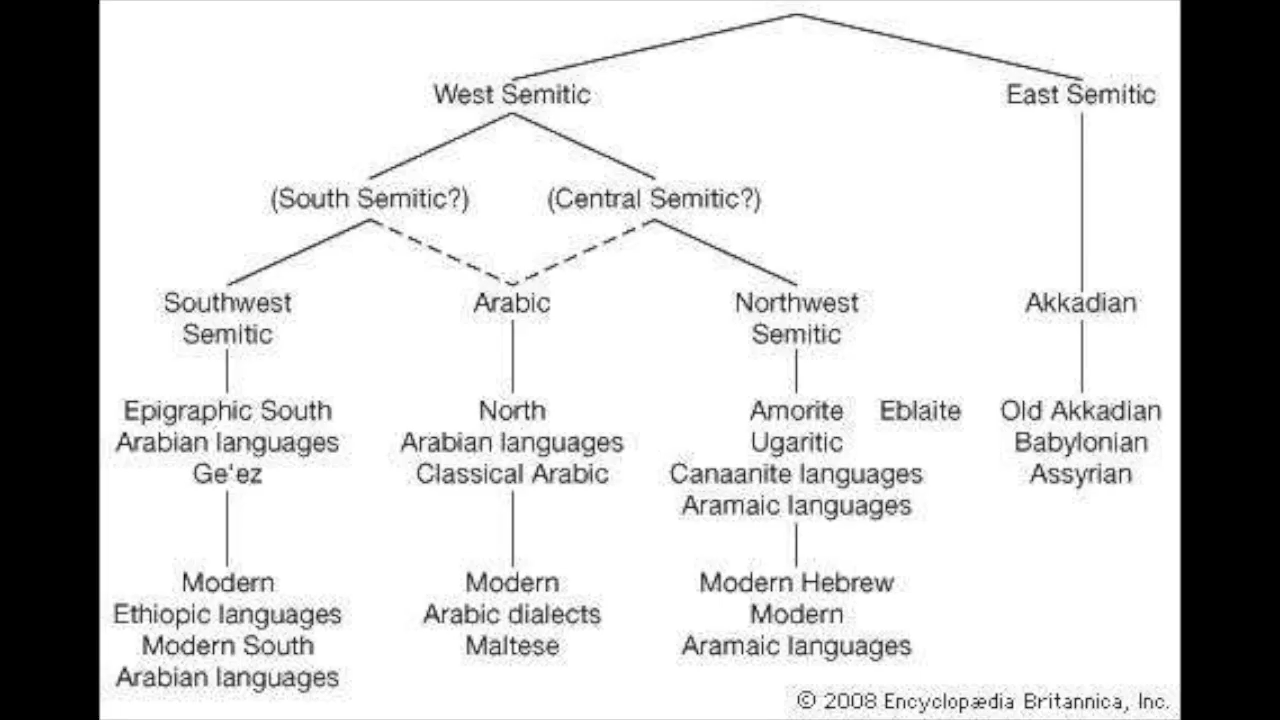 West Semitic
East Semitic
(South Semitic?)
(Central Semitic?)
Southwest
Semitic
Arabic
Northwest
Semitic
Akkadian
Epigraphic South
Arabian languages
Ge'ez
North
Arabian languages
Classical Arabic
Amorite
Ugaritic
Canaanite languages
Aramaic languages
Eblaite
Old Akkadian
Babylonian
Assyrian
Modern
Ethiopic languages
Modern South
Arabian languages
Modern
Arabic dialects
Maltese
Modern Hebrew
Modern
Aramaic languages
© 2008 Encyclopædia Britannica, Inc.